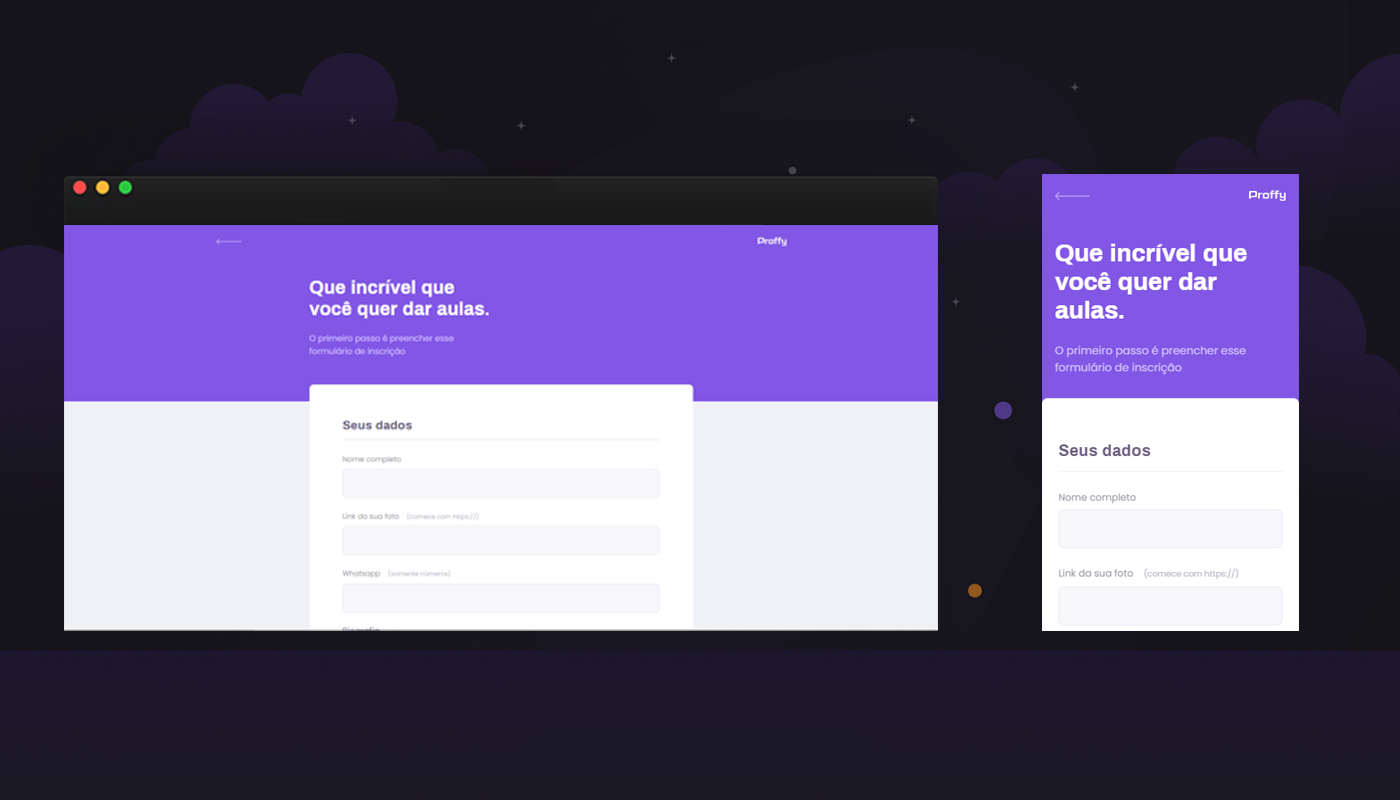 Proffy
Que incrível que
você quer dar aulas.
O primeiro passo é preencher esse
formulário de inscrição
Seus dados
Nome completo
Link da sua foto (comece com https://)
Whatsapp (somente números)
Proffy
Que incrível que
você quer dar
aulas.
O primeiro passo é preencher esse
formulário de inscrição
Seus dados
Nome completo
Link da sua foto (comece com https://)